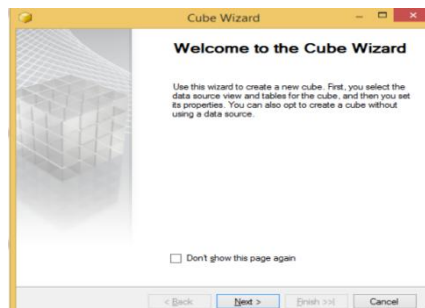 Cube Wizard
Welcome to the Cube Wizard
Use this wizard to create a new cube. First, you select the
data source view and tables for the cube, and then you set
its properties. You can also opt to create a cube without
using a data source.
Don't show this page again
< Back Next > Finish >>| Cancel